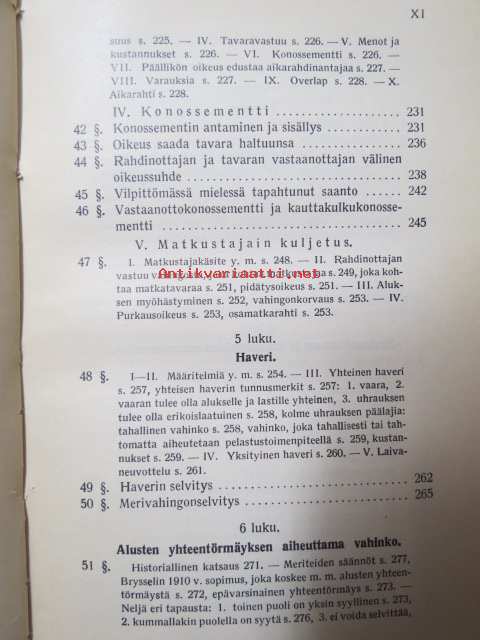 XI
suus s. 225. — IV. Tavaravastuu s. 226. — V. Menot ja
kustannukset s. 226. — VI. Konossementti s. 226. —
VII. Päällikön oikeus edustaa aikarahdinantajaa s. 227. —
VIII. Varauksia s. 227. — IX. Overlap s. 228. — X.
Aikarahti s. 228.
IV. Konossementti .................. 231
42 §. Konossementin antaminen ja sisällys ............ 231
43 §. Oikeus saada tavara haltuunsa ................ 236
44 §. Rahdinottajan ja tavaran vastaanottajan välinen
oikeussuhde .............................. 238
45 §. Vilpittömässä mielessä tapahtunut saanto ...... 242
46 §. Vastaanottokonossementti ja kauttakulkukonosse-
mentti .................................. 245
V. Matkustajain kuljetus.
47 §. I. Matkustajakäsite y. m. s. 248. — II. Rahdinottajan
vastuu s. 249, joka koh-
Antikvariaatti.net
taa matkatavaraa s. 251, pidätysoikeus s. 251. — III. Aluk-
sen myöhästyminen s. 252, vahingonkorvaus s. 253. — IV.
Purkausoikeus s. 253, osamatkarahti s. 253.
5 luku.
Haveri.
48 §. I—II. Määritelmiä y. m. s. 254. — III. Yhteinen haveri
s. 257, yhteisen haverin tunnusmerkit s. 257: 1. vaara, 2.
vaaran tulee olla alukselle ja lastille yhteinen, 3. uhrauksen
tulee olla erikoislaatuinen s. 258, kolme uhrauksen päälajia:
tahallinen vahinko s. 258, vahinko, joka tahallisesti tai tah-
tomatta aiheutetaan pelastustoimenpiteellä s. 259, kustan-
nukset s. 259. — IV. Yksityinen haveri s. 260. — V. Laiva-
neuvottelu s. 261.
49 §. Haverin selvitys ............................ 262
50 §. Merivahingonselvitys ........................ 265
6 luku.
Alusten yhteentörmäyksen aiheuttama vahinko.
51 §. Historiallinen katsaus 271. — Meriteiden säännöt s. 277,
Brysselin 1910 v. sopimus, joka koskee m. m. alusten yhteen-
törmäystä s. 272, epävarsinainen yhteentörmäys s. 273. —
Neljä eri tapausta: 1. toinen puoli on yksin syyllinen s. 273,
2. kummallakin puolella on syytä s. 276, 3. ei voida selvittää,